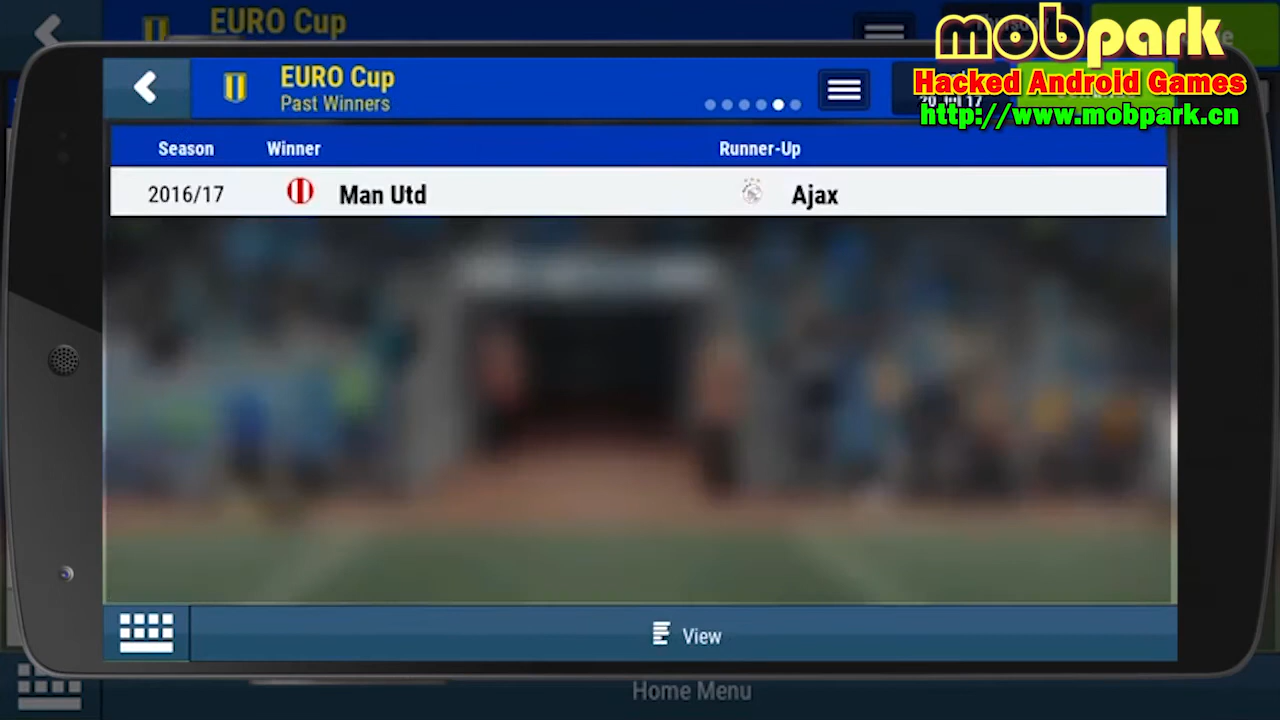 EURO Cup
mobpark
Hacked Android Games
http://www.mobpark.cn
EURO Cup
Past Winners
Season Winner Runner-Up
2016/17 Man Utd Ajax
View
Home Menu